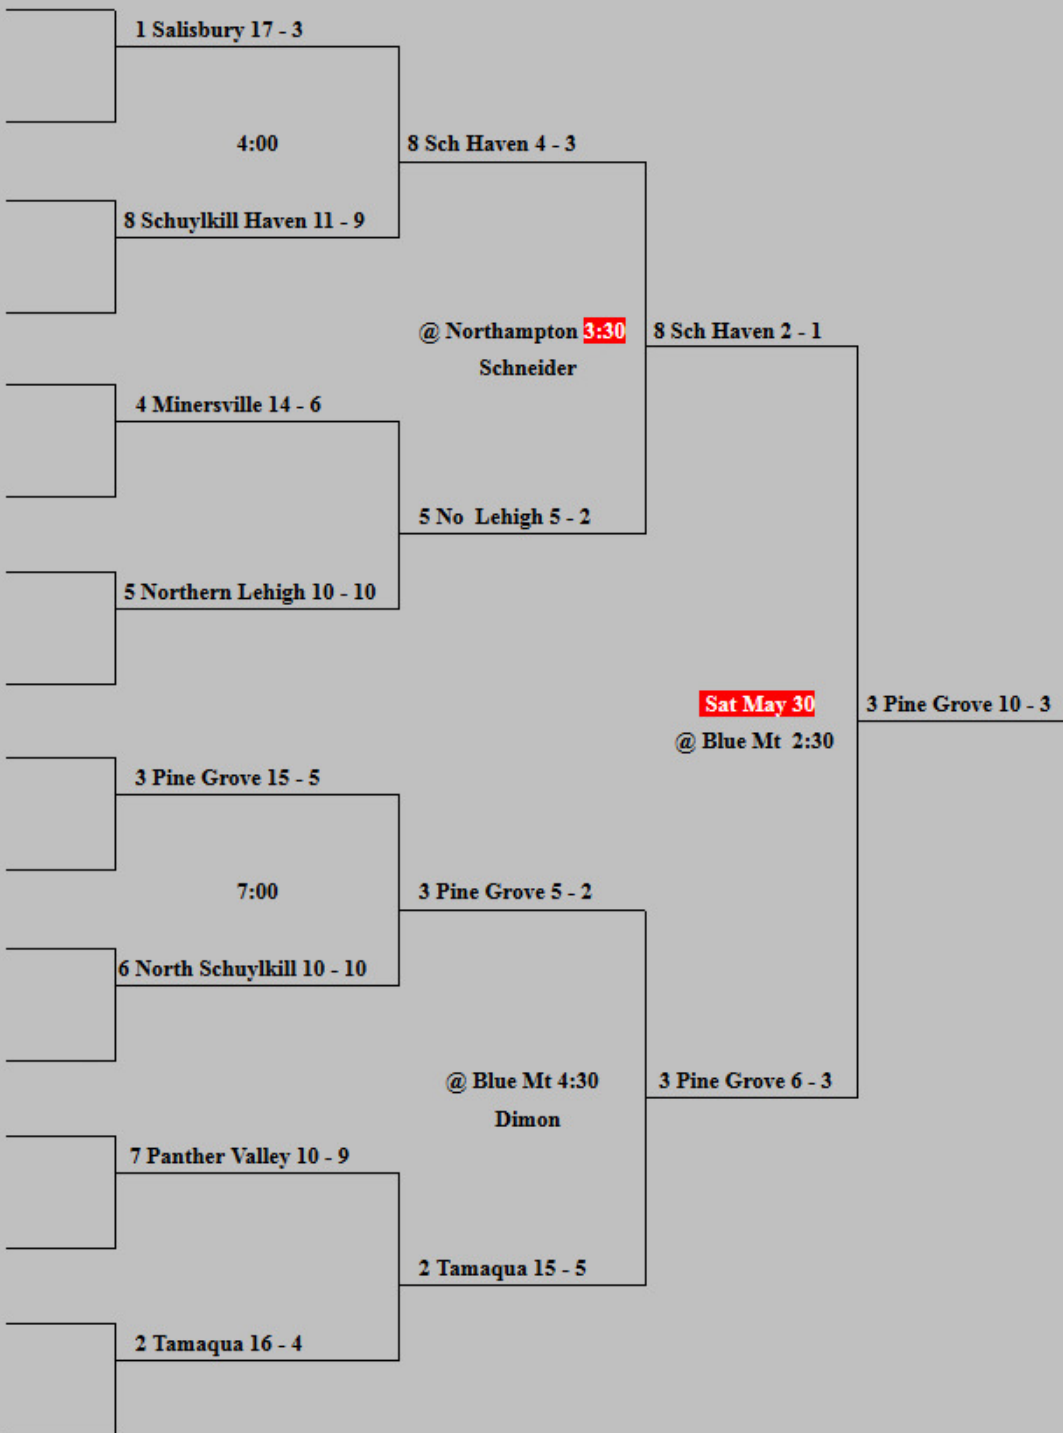 1 Salisbury 17 - 3
4:00
8 Sch Haven 4 - 3
8 Schuylkill Haven 11 - 9
@ Northampton 3:30
8 Sch Haven 2 - 1
Schneider
4 Minersville 14 - 6
5 No  Lehigh 5 - 2
5 Northern Lehigh 10 - 10
Sat May 30
3 Pine Grove 10 - 3
@ Blue Mt  2:30
3 Pine Grove 15 - 5
7:00
3 Pine Grove 5 - 2
6 North Schuylkill 10 - 10
@ Blue Mt 4:30
3 Pine Grove 6 - 3
Dimon
7 Panther Valley 10 - 9
2 Tamaqua 15 - 5
2 Tamaqua 16 - 4